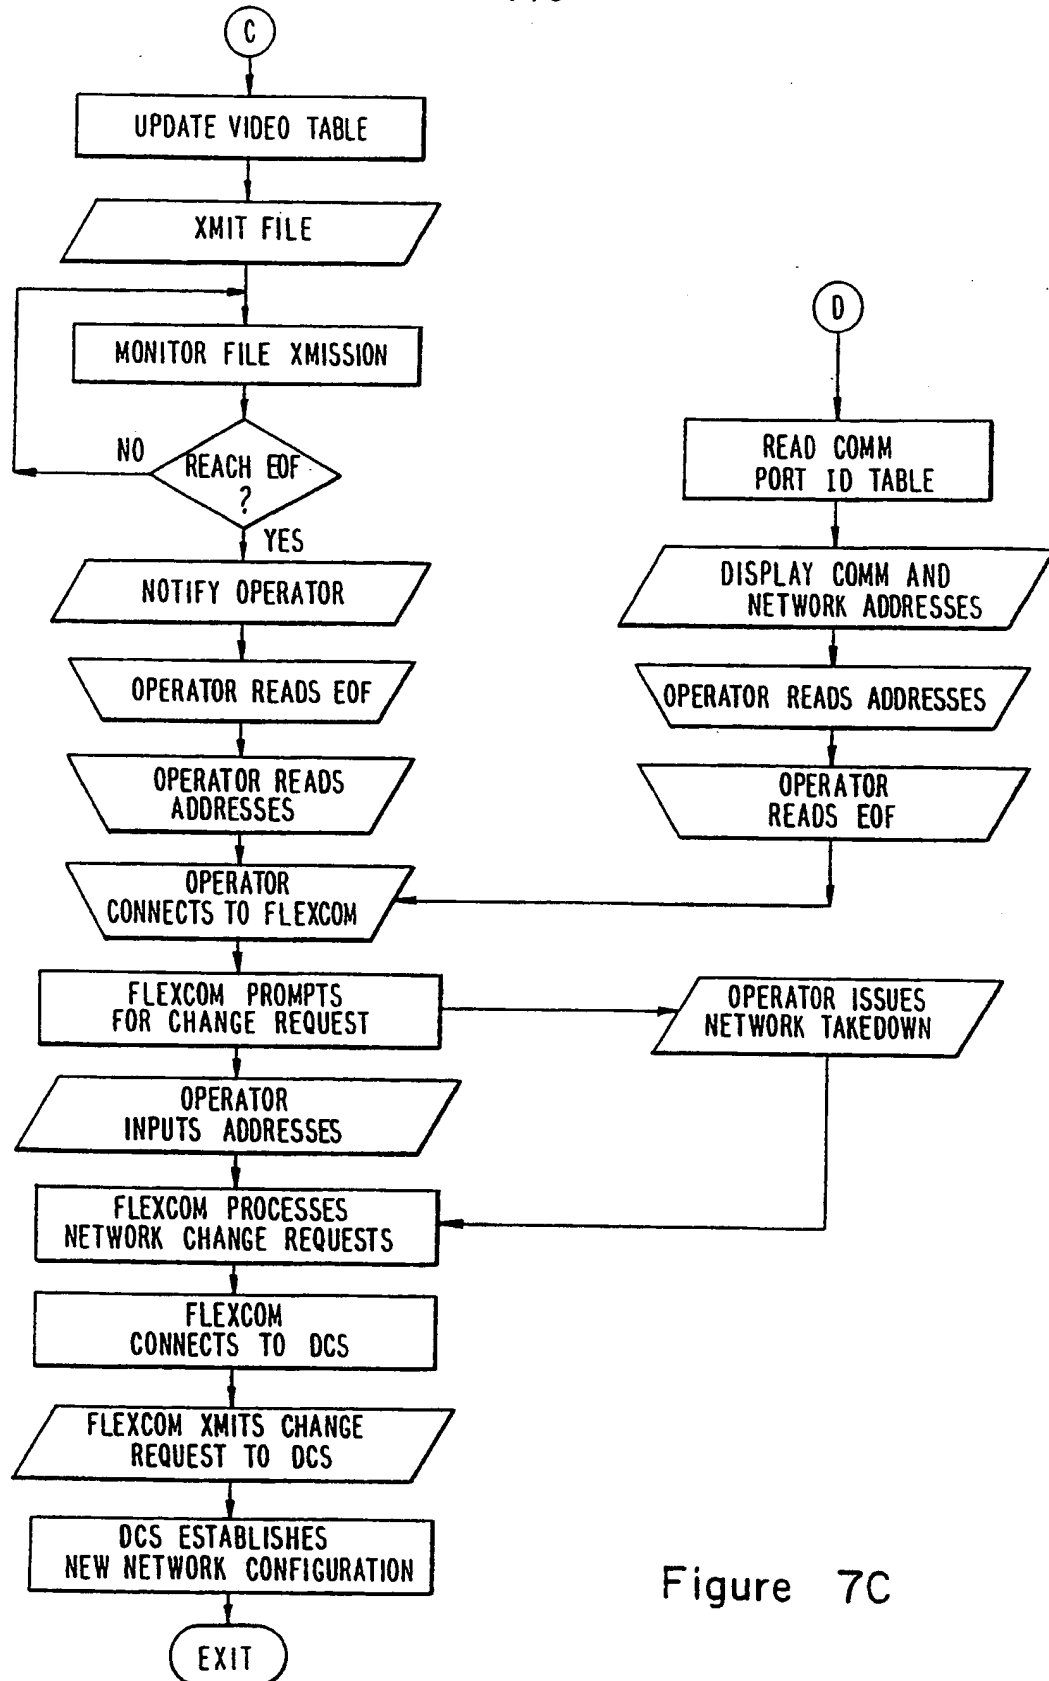 C
UPDATE VIDEO TABLE
XMIT FILE
MONITOR FILE XMISSION
NO
REACH EOF
?
YES
NOTIFY OPERATOR
OPERATOR READS EOF
OPERATOR READS
ADDRESSES
OPERATOR
CONNECTS TO FLEXCOM
FLEXCOM PROMPTS
FOR CHANGE REQUEST
OPERATOR
INPUTS ADDRESSES
FLEXCOM PROCESSES
NETWORK CHANGE REQUESTS
FLEXCOM
CONNECTS TO DCS
FLEXCOM XMITS CHANGE
REQUEST TO DCS
DCS ESTABLISHES
NEW NETWORK CONFIGURATION
EXIT
D
READ COMM
PORT ID TABLE
DISPLAY COMM AND
NETWORK ADDRESSES
OPERATOR READS ADDRESSES
OPERATOR
READS EOF
OPERATOR ISSUES
NETWORK TAKEDOWN
Figure 7C